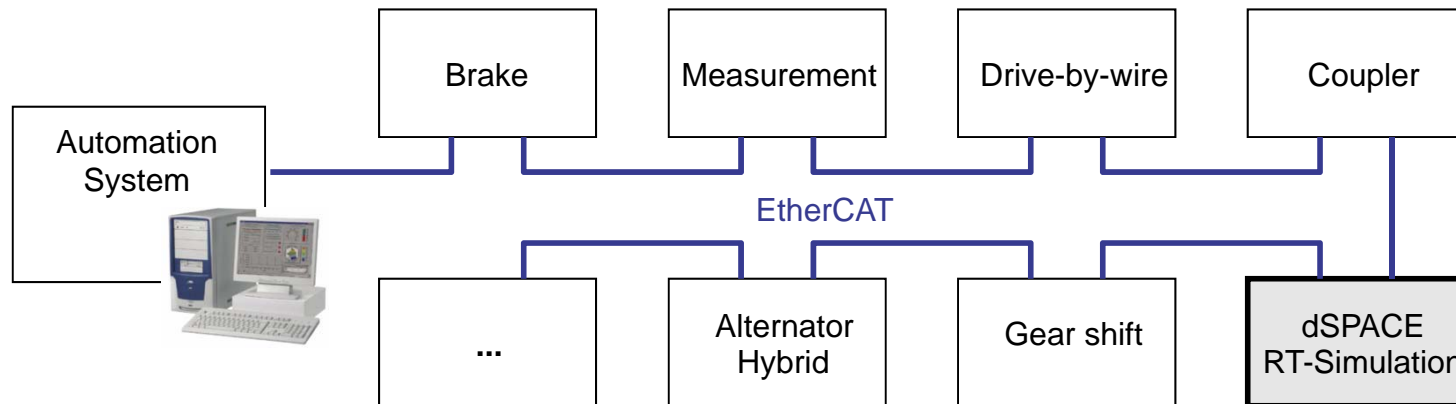 Brake
Measurement
Drive-by-wire
Coupler
Automation
System
EtherCAT
...
Alternator
Hybrid
Gear shift
dSPACE
RT-Simulation